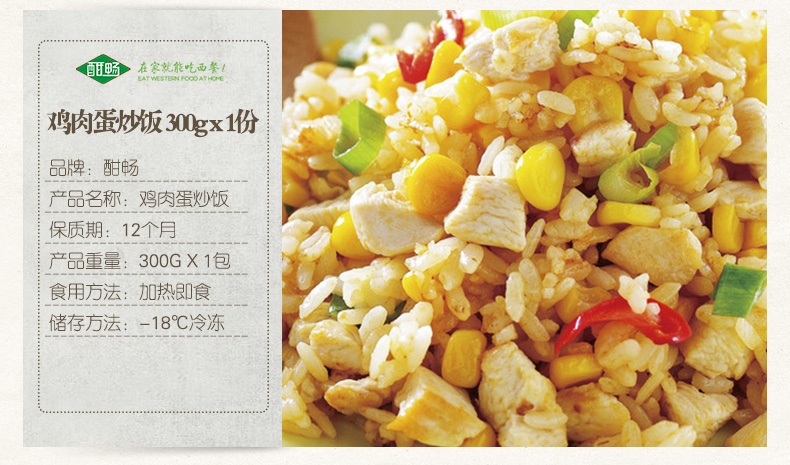 酣畅
在家就能吃西餐!
EAT WESTERN FOOD AT HOME
鸡肉蛋炒饭 300g x 1份
品牌：酣畅
产品名称：鸡肉蛋炒饭
保质期：12个月
产品重量：300G X 1包
食用方法：加热即食
储存方法：-18℃冷冻